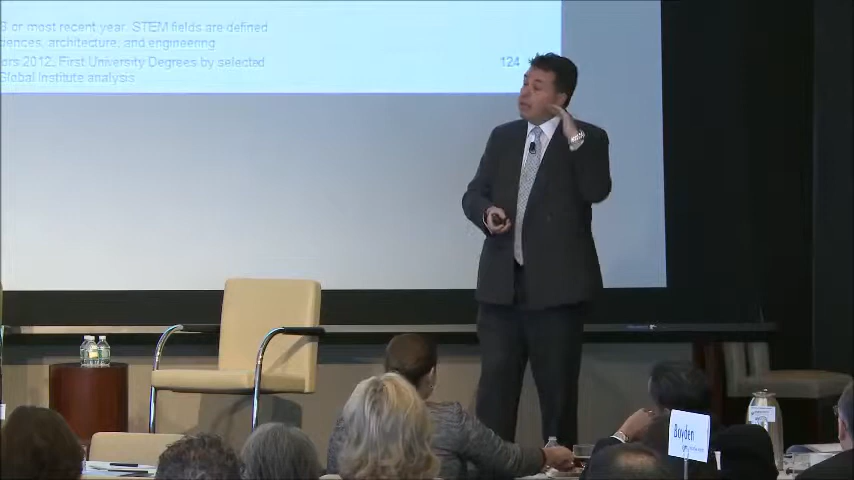 3 or most recent year. STEM fields are defined
ences, architecture, and engineering
ors 2012. First University Degrees by selected
Global Institute analysis
124
Boyden